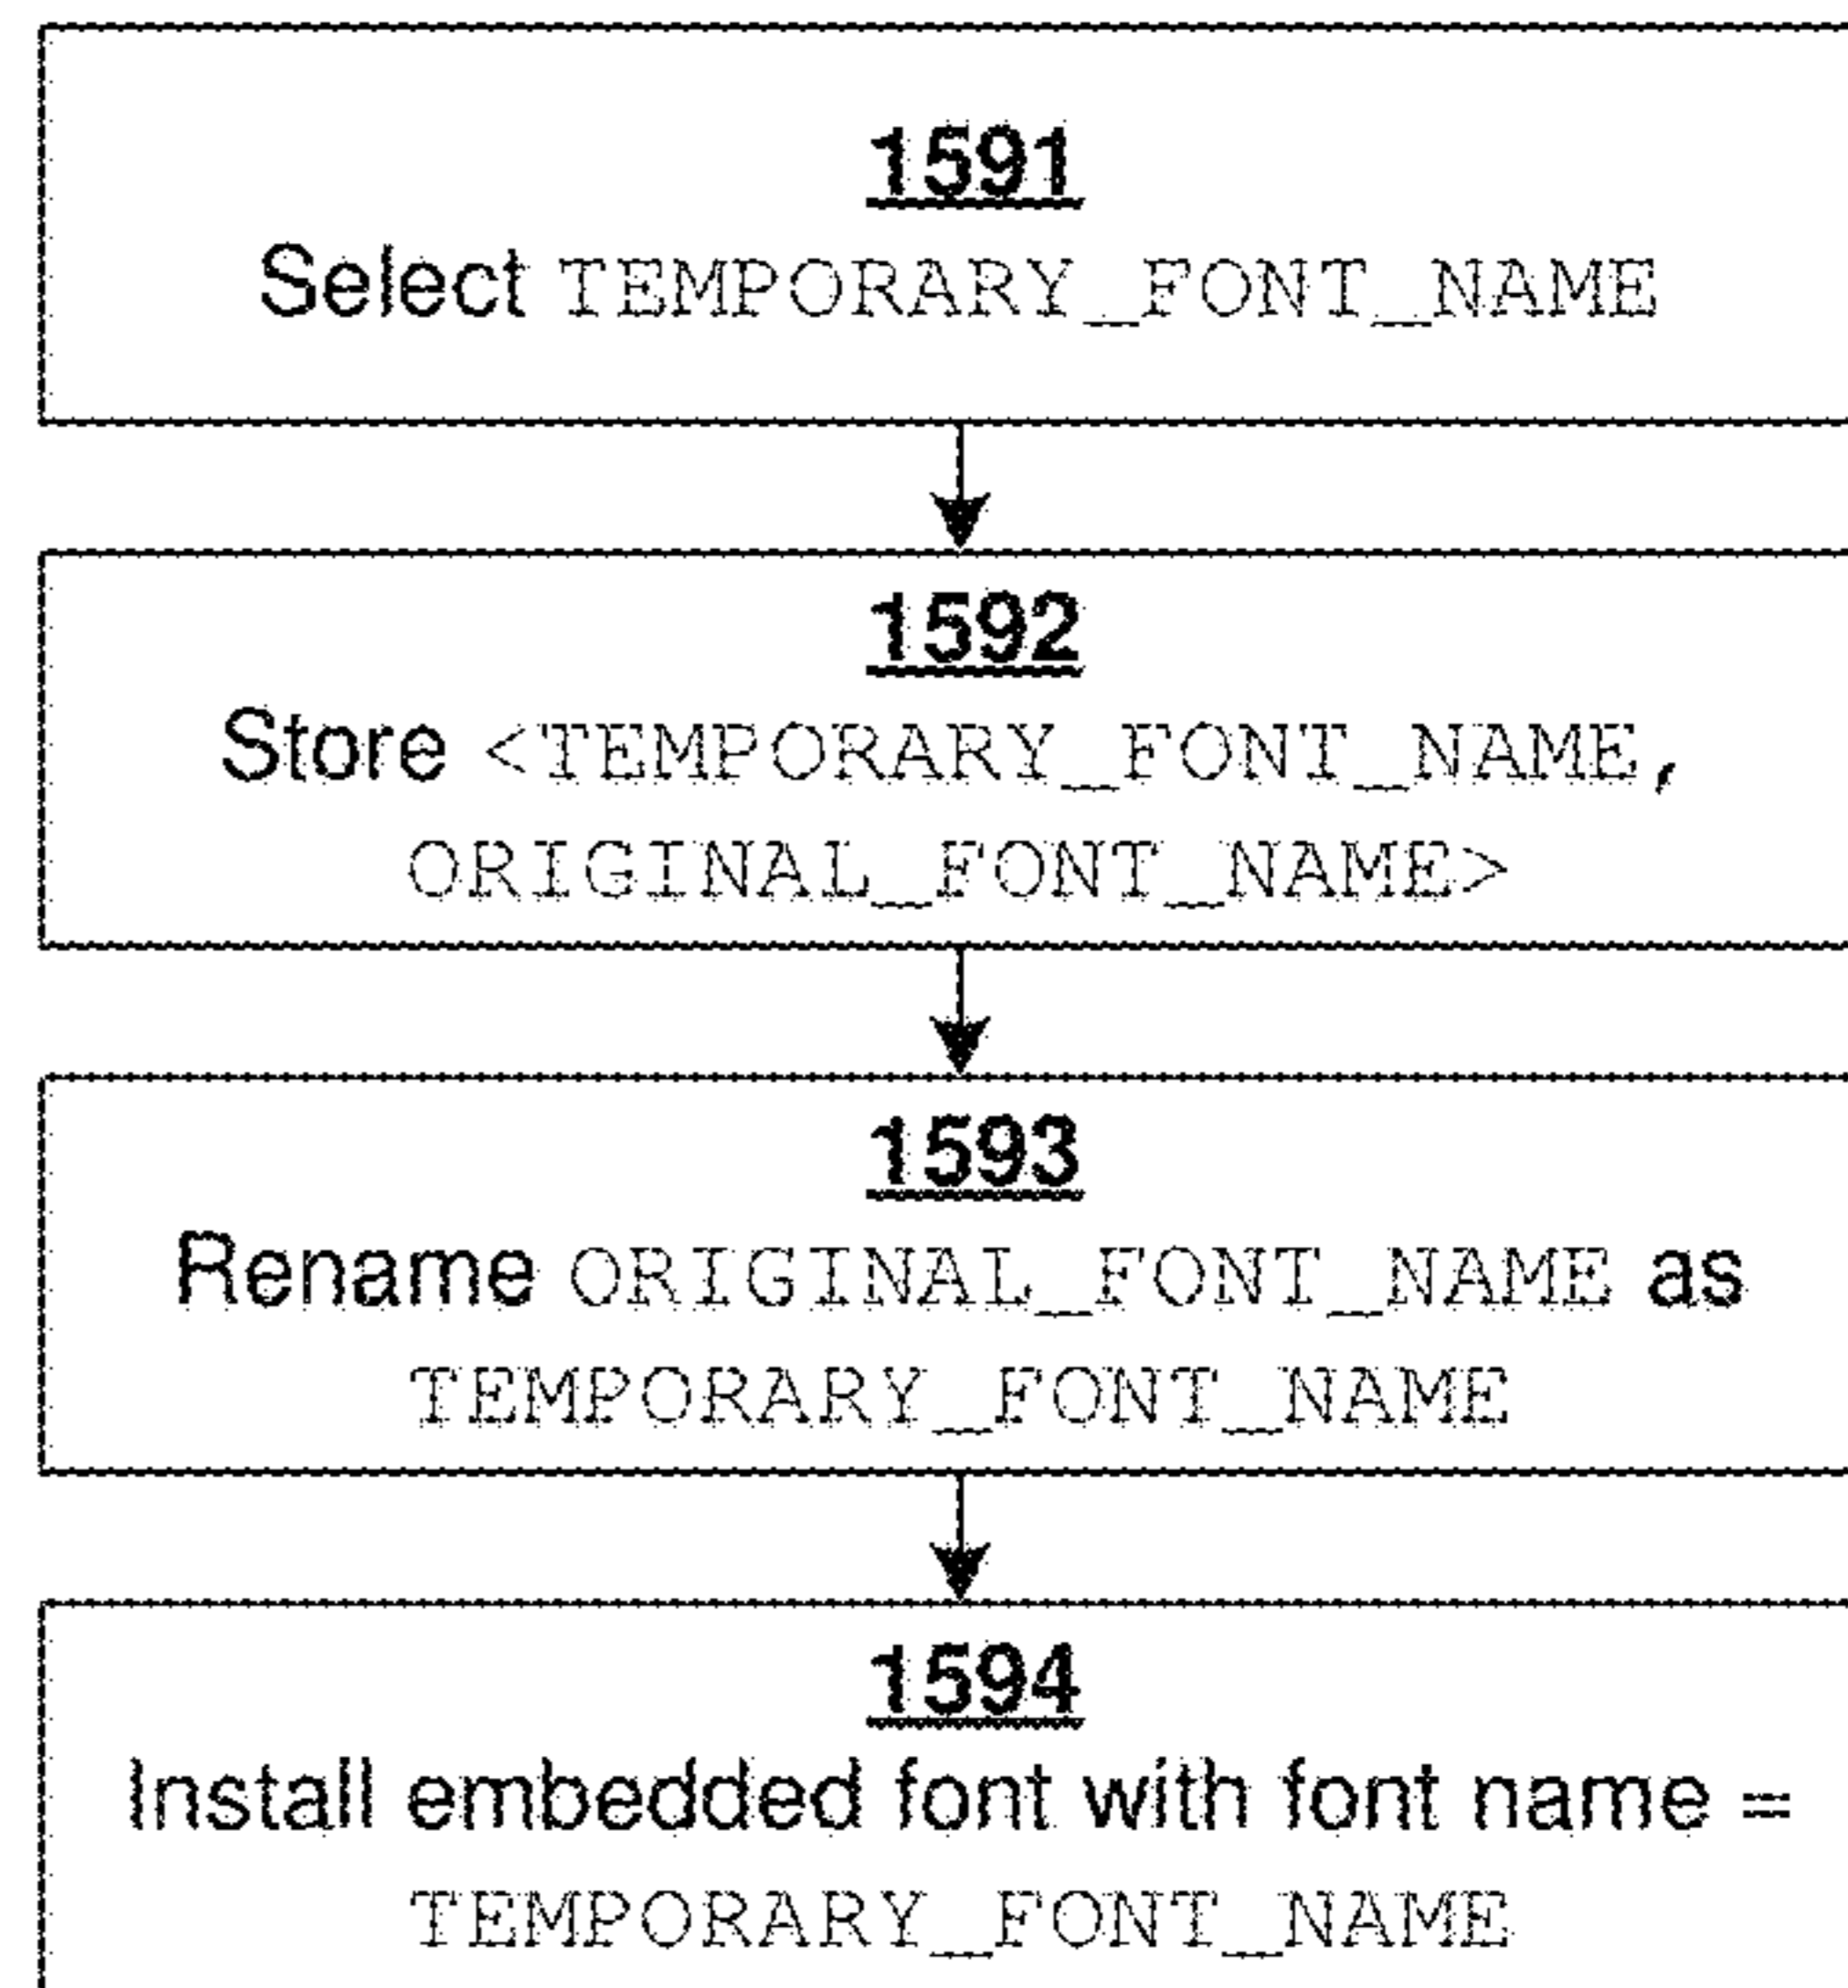 1591
Select TEMPORARY_FONT_NAME
1592
Store <TEMPORARY_FONT_NAME,
ORIGINAL_FONT_NAME>
1593
Rename ORIGINAL_FONT_NAME as
TEMPORARY_FONT_NAME
1594
Install embedded font with font name =
TEMPORARY_FONT_NAME